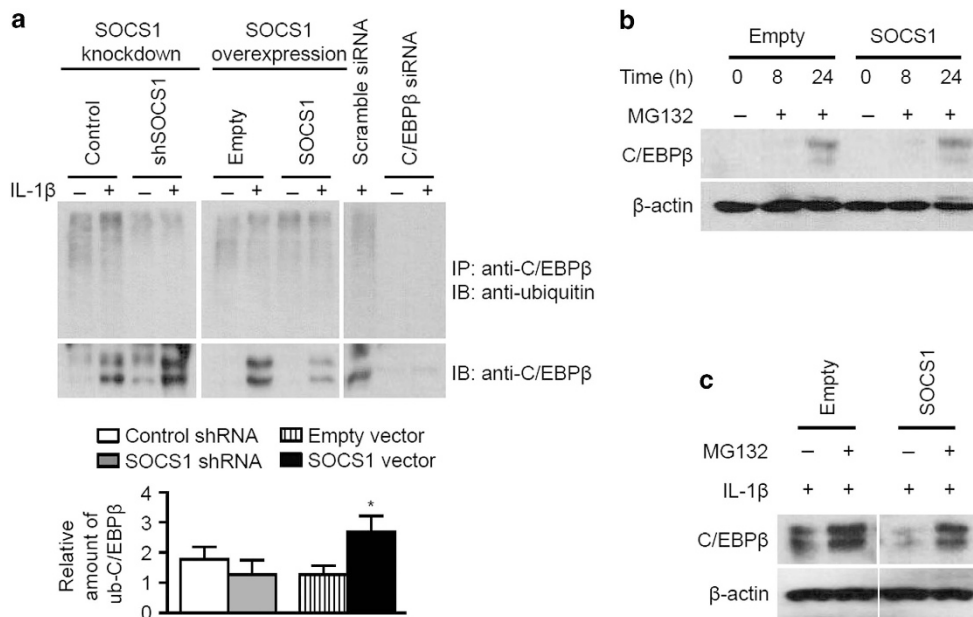 a
SOCS1 knockdown
SOCS1 overexpression
Control
shSOCS1
Empty
SOCS1
Scramble siRNA
C/EBPβ siRNA
IL-1β – + – + – + – + + – +
IP: anti-C/EBPβ
IB: anti-ubiquitin
IB: anti-C/EBPβ
Control shRNA
Empty vector
SOCS1 shRNA
SOCS1 vector
Relative amount of ub-C/EBPβ
4
3
2
1
0
*
b
Empty SOCS1
Time (h) 0 8 24 0 8 24
MG132 – + + – + +
C/EBPβ
β-actin
c
Empty
SOCS1
MG132 – + – +
IL-1β + + + +
C/EBPβ
β-actin